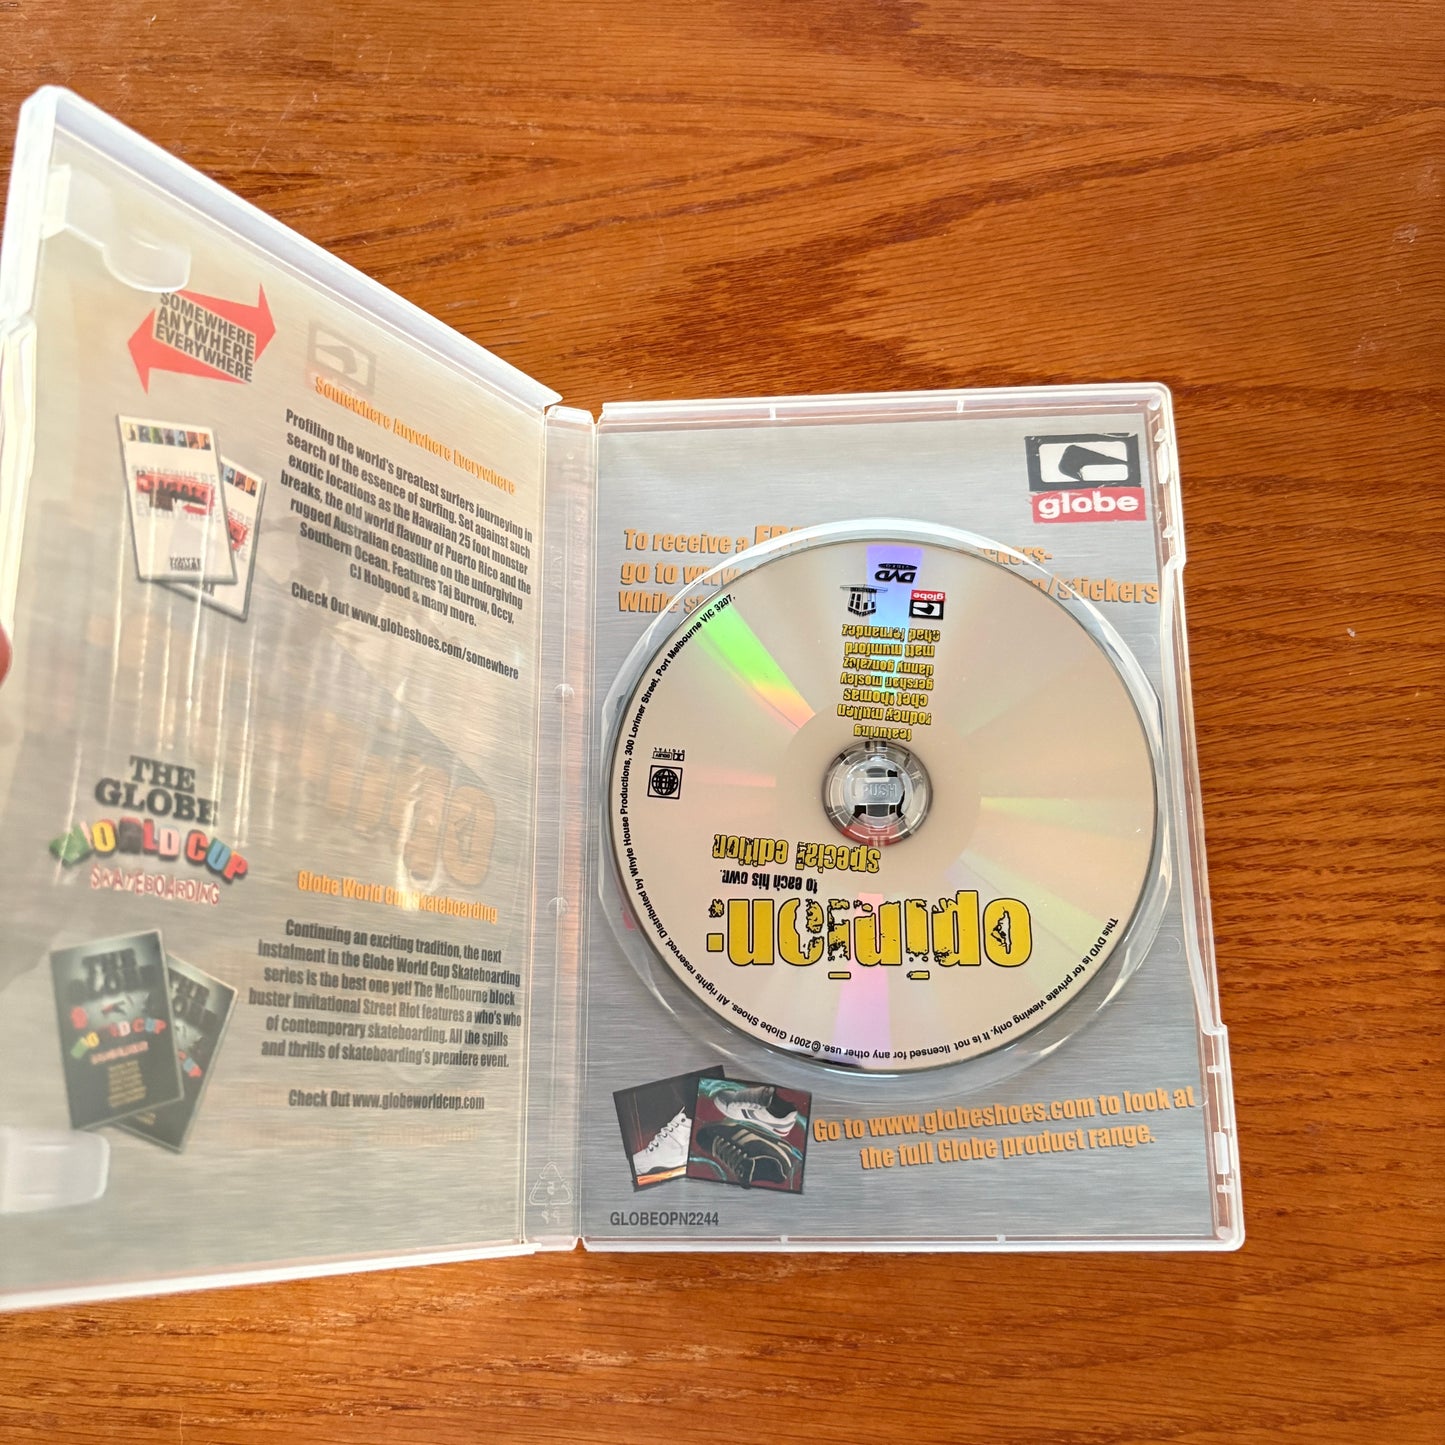 SOMEWHERE
ANYWHERE
EVERYWHERE
Somewhere Anywhere Everywhere
Profiling the world's greatest surfers journeying in
search of the essence of surfing. Set against such
exotic locations as the Hawaiian 25 foot monster
breaks, the old world flavour of Puerto Rico and the
rugged Australian coastline on the unforgiving
Southern Ocean. Features Taj Burrow, Occy,
CJ Hobgood & many more.
Check Out www.globeshoes.com/somewhere
THE
GLOBE
WORLD CUP
SKATEBOARDING
Globe World Cup Skateboarding
Continuing an exciting tradition, the next
instalment in the Globe World Cup Skateboarding
series is the best one yet! The Melbourne block
buster invitational Street Riot features a who's who
of contemporary skateboarding. All the spills
and thrills of skateboarding's premiere event.
Check Out www.globeworldcup.com
globe
To receive a
go to
/stickers
While
opinion:
to each his own.
special edition
PUSH
featuring
rodney mullen
chet thomas
gershon mosley
danny gonzalez
matt mumford
chad fernandez
globe
DVD
VIDEO
DOLBY
DIGITAL
This DVD is for private viewing only. It is not licensed for any other use. ©2001 Globe Shoes. All rights reserved. Distributed by Whyte House Productions, 300 Lorimer Street, Port Melbourne VIC 3207.
Go to www.globeshoes.com to look at
the full Globe product range.
GLOBEOPN2244